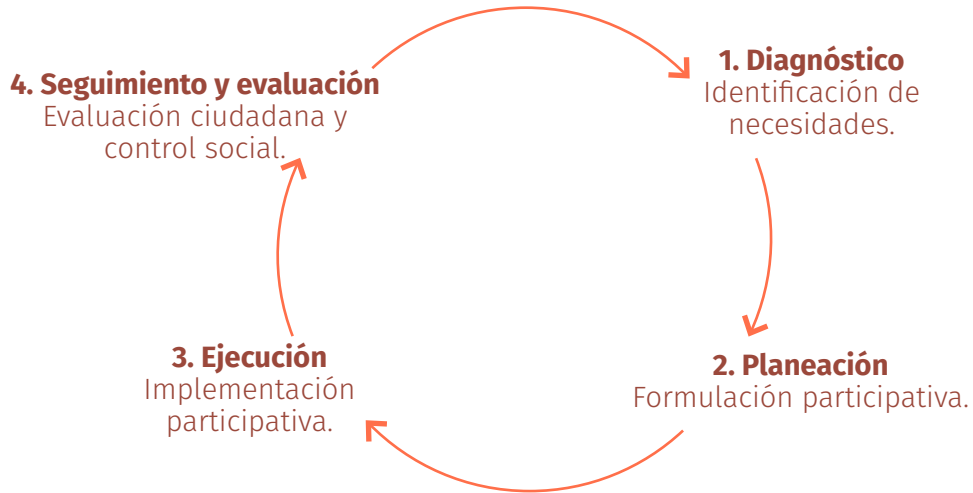 1. Diagnóstico
Identificación de
necesidades.
2. Planeación
Formulación participativa.
3. Ejecución
Implementación
participativa.
4. Seguimiento y evaluación
Evaluación ciudadana y
control social.